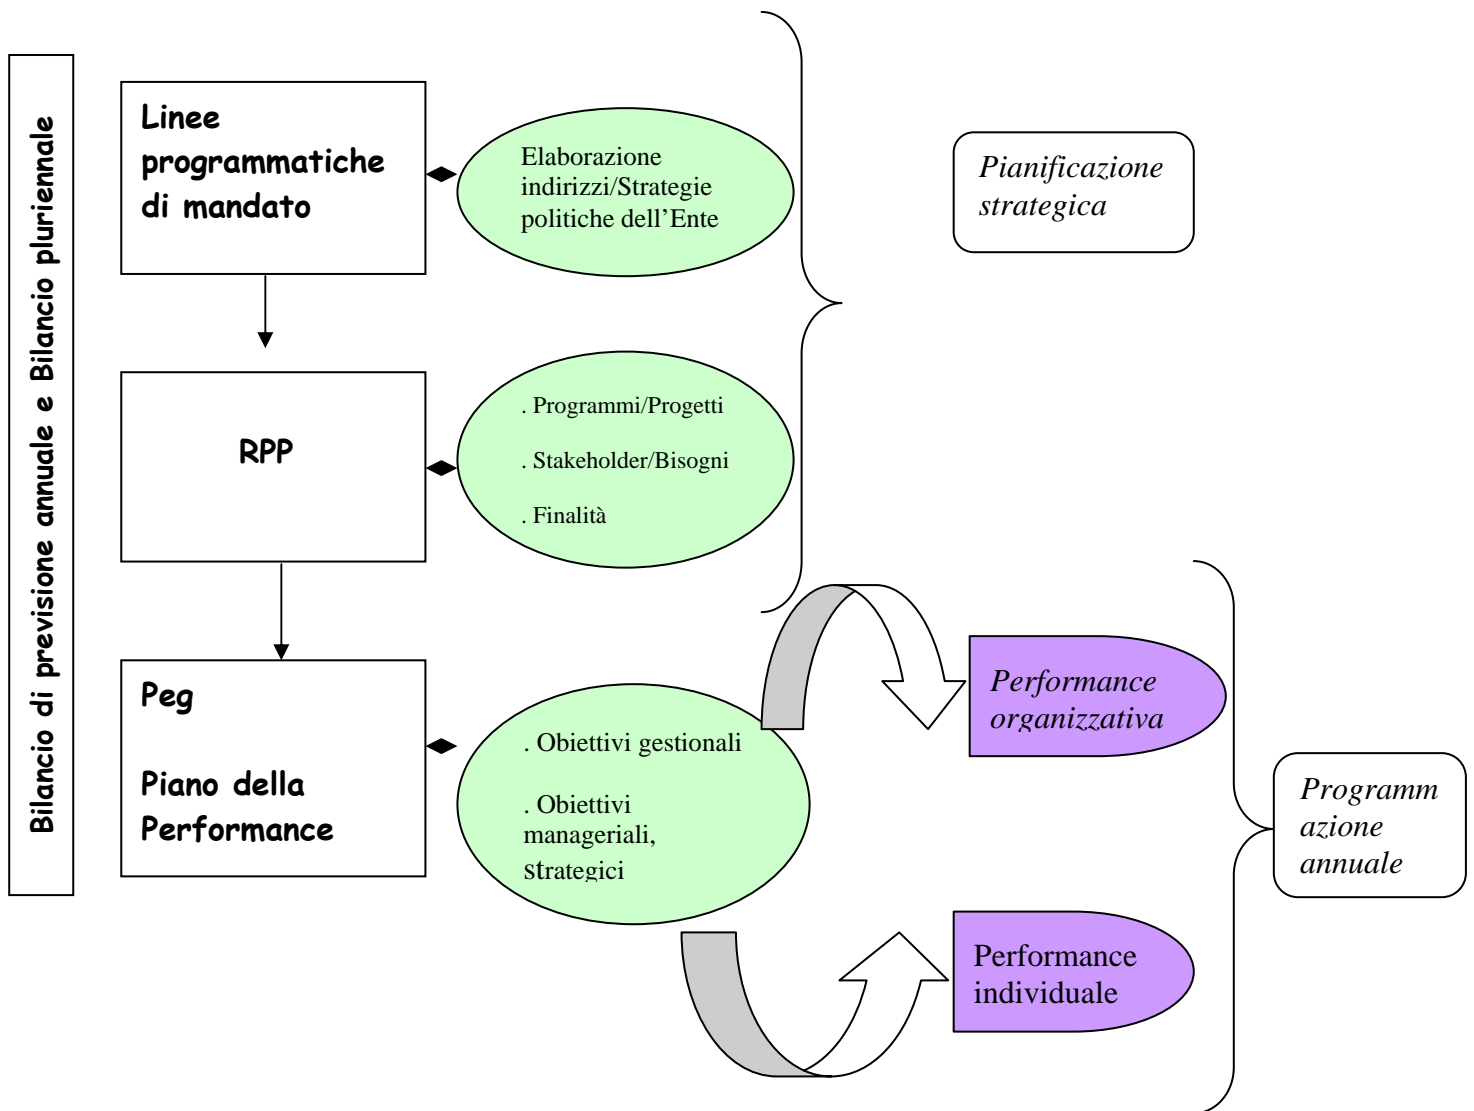 Bilancio di previsione annuale e Bilancio pluriennale
Linee
programmatiche
di mandato
Elaborazione
indirizzi/Strategie
politiche dell’Ente
Pianificazione
strategica
RPP
. Programmi/Progetti
. Stakeholder/Bisogni
. Finalità
Peg
Piano della
Performance
. Obiettivi gestionali
. Obiettivi
manageriali,
strategici
Performance
organizzativa
Performance
individuale
Programm
azione
annuale